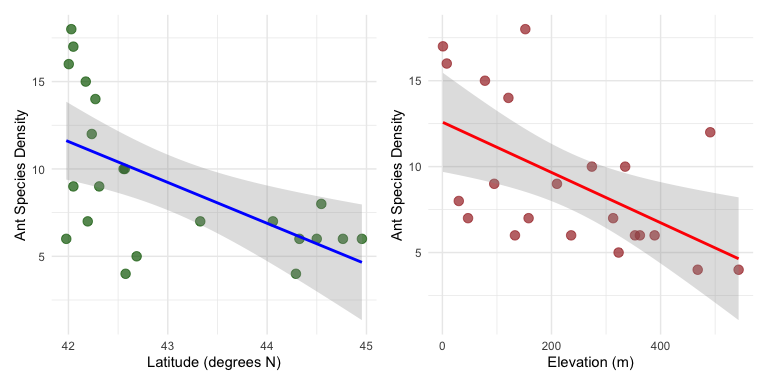 Ant Species Density
15
10
5
42 43 44 45
Latitude (degrees N)
Ant Species Density
15
10
5
0 200 400
Elevation (m)